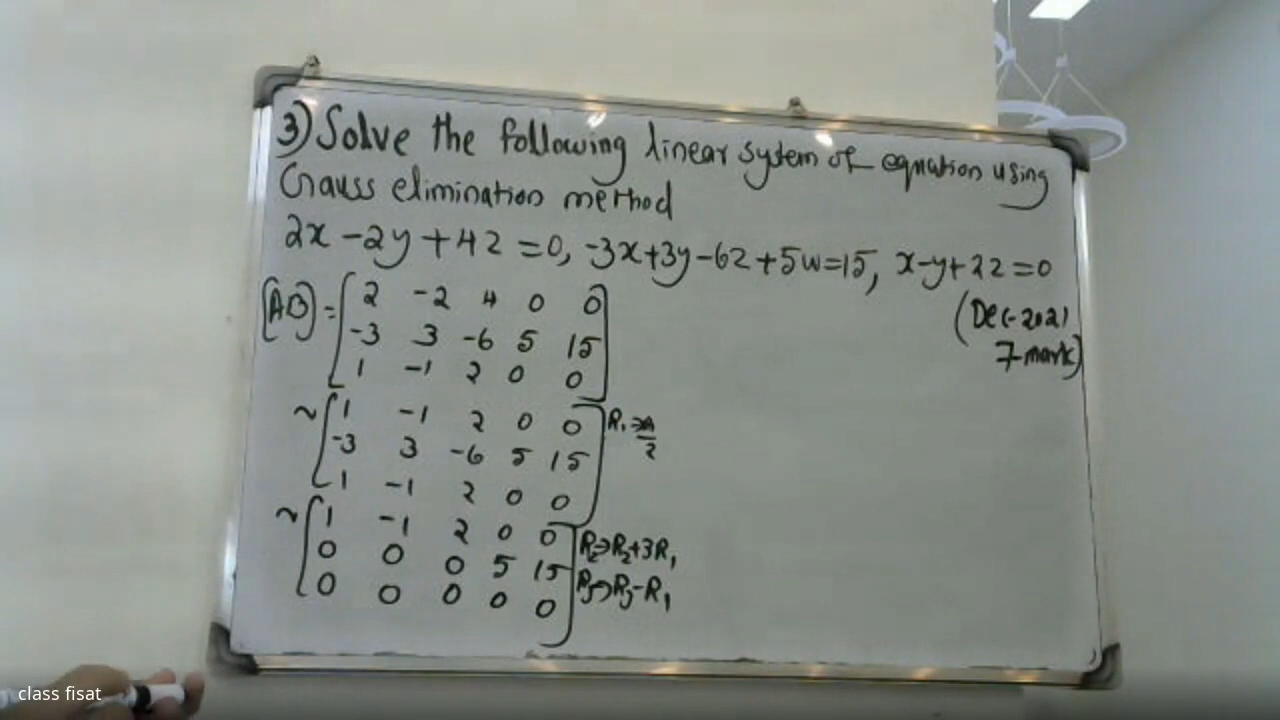 3) Solve the following linear system of equation using
Gauss elimination method
2x - 2y + 4z = 0, -3x + 3y - 6z + 5w = 15, x - y + 2z = 0
(Dec-2021
7 mark)
[AB] = [ 2 -2 4 0 0
-3 3 -6 5 15
1 -1 2 0 0 ]
~ [ 1 -1 2 0 0 R₁→R₁/2
-3 3 -6 5 15
1 -1 2 0 0 ]
~ [ 1 -1 2 0 0
0 0 0 5 15 R₂→R₂+3R₁
0 0 0 0 0 ] R₃→R₃-R₁
class fisat